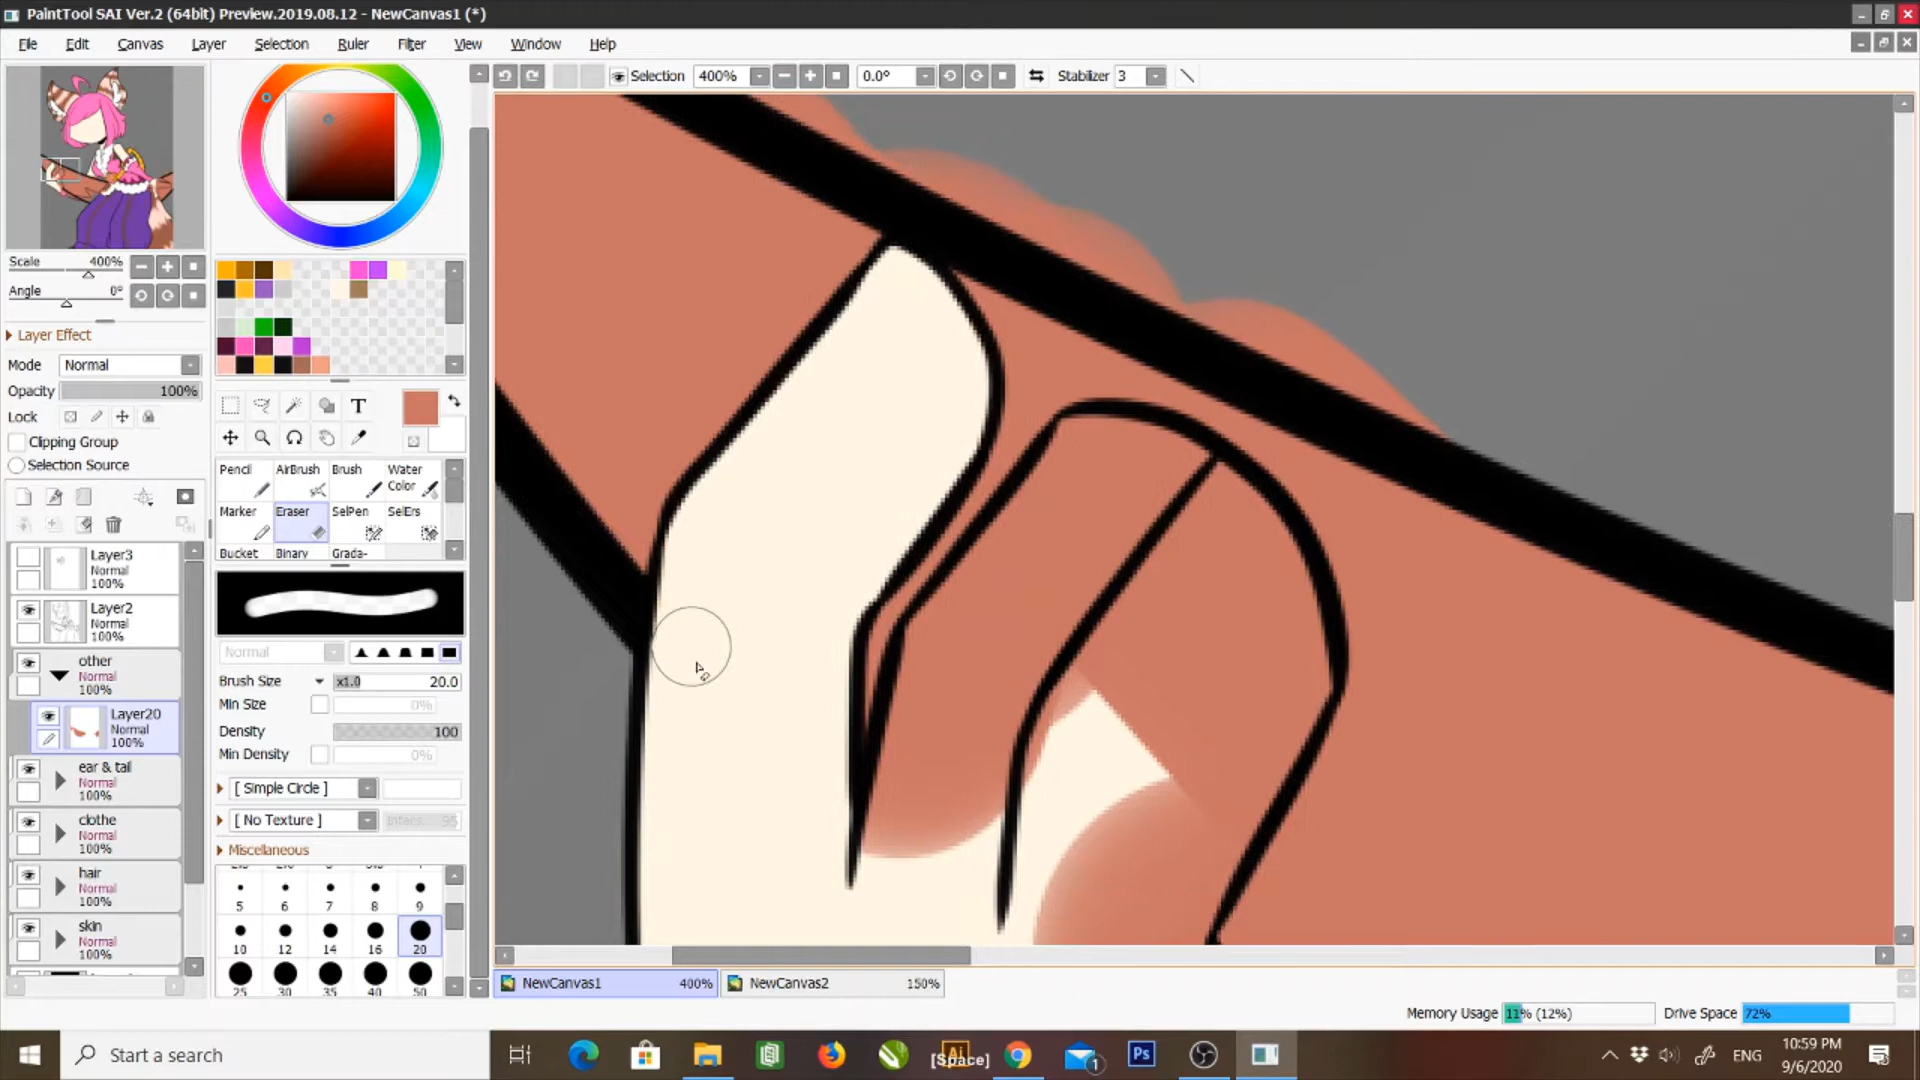 PaintTool SAI Ver.2 (64bit) Preview.2019.08.12 - NewCanvas1 (*)
File Edit Canvas Layer Selection Ruler Filter View Window Help
Selection 400% 0.0° Stabilizer 3
Scale 400%
Angle 0°
Layer Effect
Mode Normal
Opacity 100%
Lock
Clipping Group
Selection Source
Layer3
Normal
100%
Layer2
Normal
100%
other
Normal
100%
Layer20
Normal
100%
ear & tail
Normal
100%
clothe
Normal
100%
hair
Normal
100%
skin
Normal
100%
T
Pencil AirBrush Brush Water Color
Marker Eraser SelPen SelErs
Bucket Binary Grada-
Normal
Brush Size x1.0 20.0
Min Size 0%
Density 100
Min Density 0%
[ Simple Circle ]
[ No Texture ] Intens. 95
Miscellaneous
5 6 7 8 9
10 12 14 16 20
25 30 35 40 50
NewCanvas1 400% NewCanvas2 150%
Memory Usage 11% (12%) Drive Space 72%
Start a search
Ai
[Space]
1
Ps
ENG
10:59 PM
9/6/2020